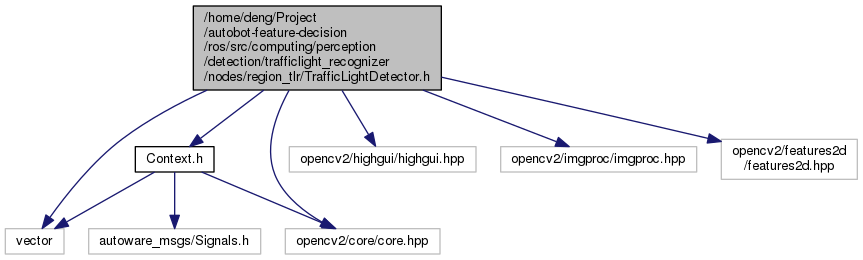 /home/deng/Project
/autobot-feature-decision
/ros/src/computing/perception
/detection/trafficlight_recognizer
/nodes/region_tlr/TrafficLightDetector.h
Context.h
opencv2/highgui/highgui.hpp
opencv2/imgproc/imgproc.hpp
opencv2/features2d
/features2d.hpp
vector
autoware_msgs/Signals.h
opencv2/core/core.hpp